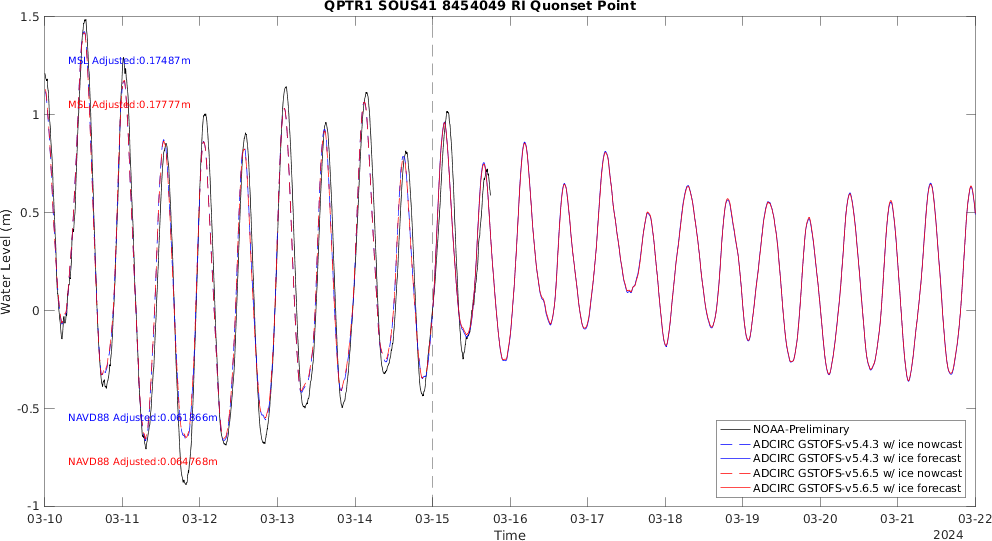 QPTR1 SOUS41 8454049 RI Quonset Point
1.5
1
0.5
0
-0.5
-1
Water Level (m)
MSL Adjusted:0.17487m
MSL Adjusted:0.17777m
NAVD88 Adjusted:0.061866m
NAVD88 Adjusted:0.064768m
NOAA-Preliminary
ADCIRC GSTOFS-v5.4.3 w/ ice nowcast
ADCIRC GSTOFS-v5.4.3 w/ ice forecast
ADCIRC GSTOFS-v5.6.5 w/ ice nowcast
ADCIRC GSTOFS-v5.6.5 w/ ice forecast
03-10 03-11 03-12 03-13 03-14 03-15 03-16 03-17 03-18 03-19 03-20 03-21 03-22
Time
2024